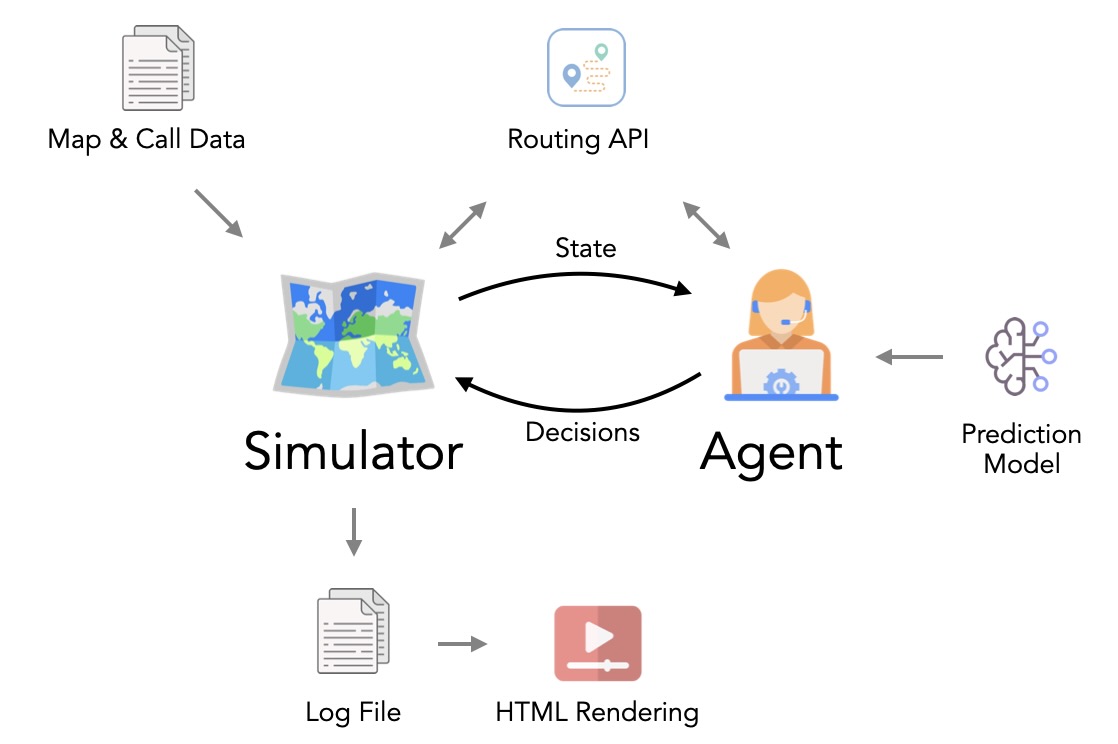 Map & Call Data
Routing API
State
Decisions
Simulator
Agent
Prediction
Model
Log File
HTML Rendering